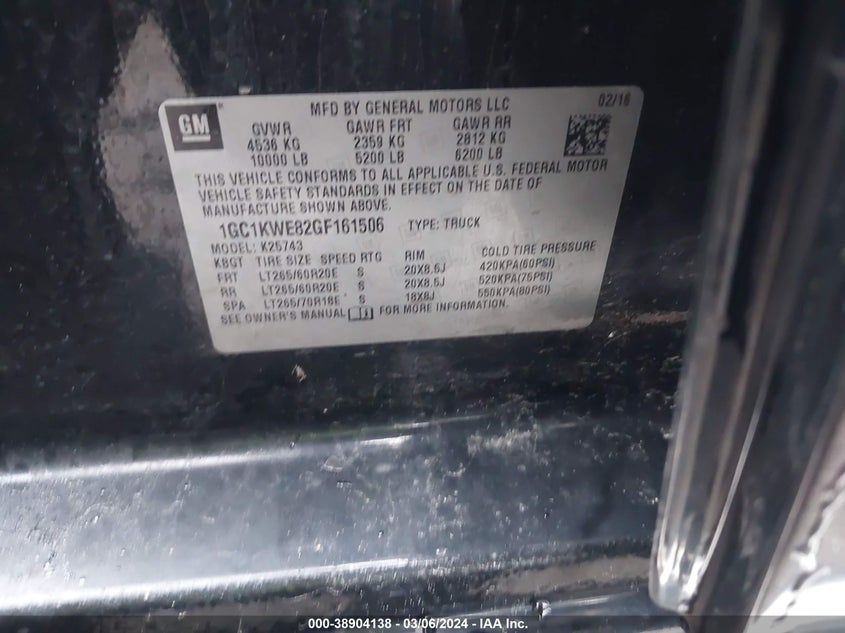 GM
MFD BY GENERAL MOTORS LLC 02/16
GVWR GAWR FRT GAWR RR
4536 KG 2359 KG 2812 KG
10000 LB 5200 LB 6200 LB
THIS VEHICLE CONFORMS TO ALL APPLICABLE U.S. FEDERAL MOTOR
VEHICLE SAFETY STANDARDS IN EFFECT ON THE DATE OF
MANUFACTURE SHOWN ABOVE.
1GC1KWE82GF161506 TYPE: TRUCK
MODEL: K25743
K8GT TIRE SIZE SPEED RTG RIM COLD TIRE PRESSURE
FRT LT265/60R20E S 20X8.5J 420KPA(60PSI)
RR LT265/60R20E S 20X8.5J 520KPA(75PSI)
SPA LT265/70R18E S 18X8J 550KPA(80PSI)
SEE OWNER'S MANUAL FOR MORE INFORMATION.
000-38904138 - 03/06/2024 - IAA Inc.